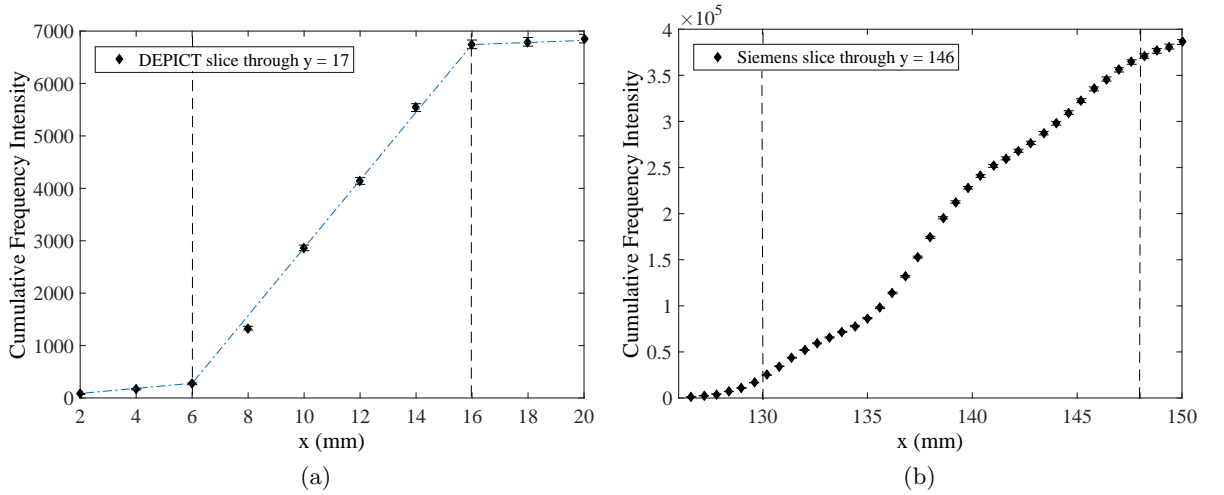 7000
6000
5000
4000
3000
2000
1000
0
Cumulative Frequency Intensity
DEPICT slice through y = 17
2 4 6 8 10 12 14 16 18 20
x (mm)
(a)
×10⁵
4
3.5
3
2.5
2
1.5
1
0.5
0
Cumulative Frequency Intensity
Siemens slice through y = 146
130 135 140 145 150
x (mm)
(b)